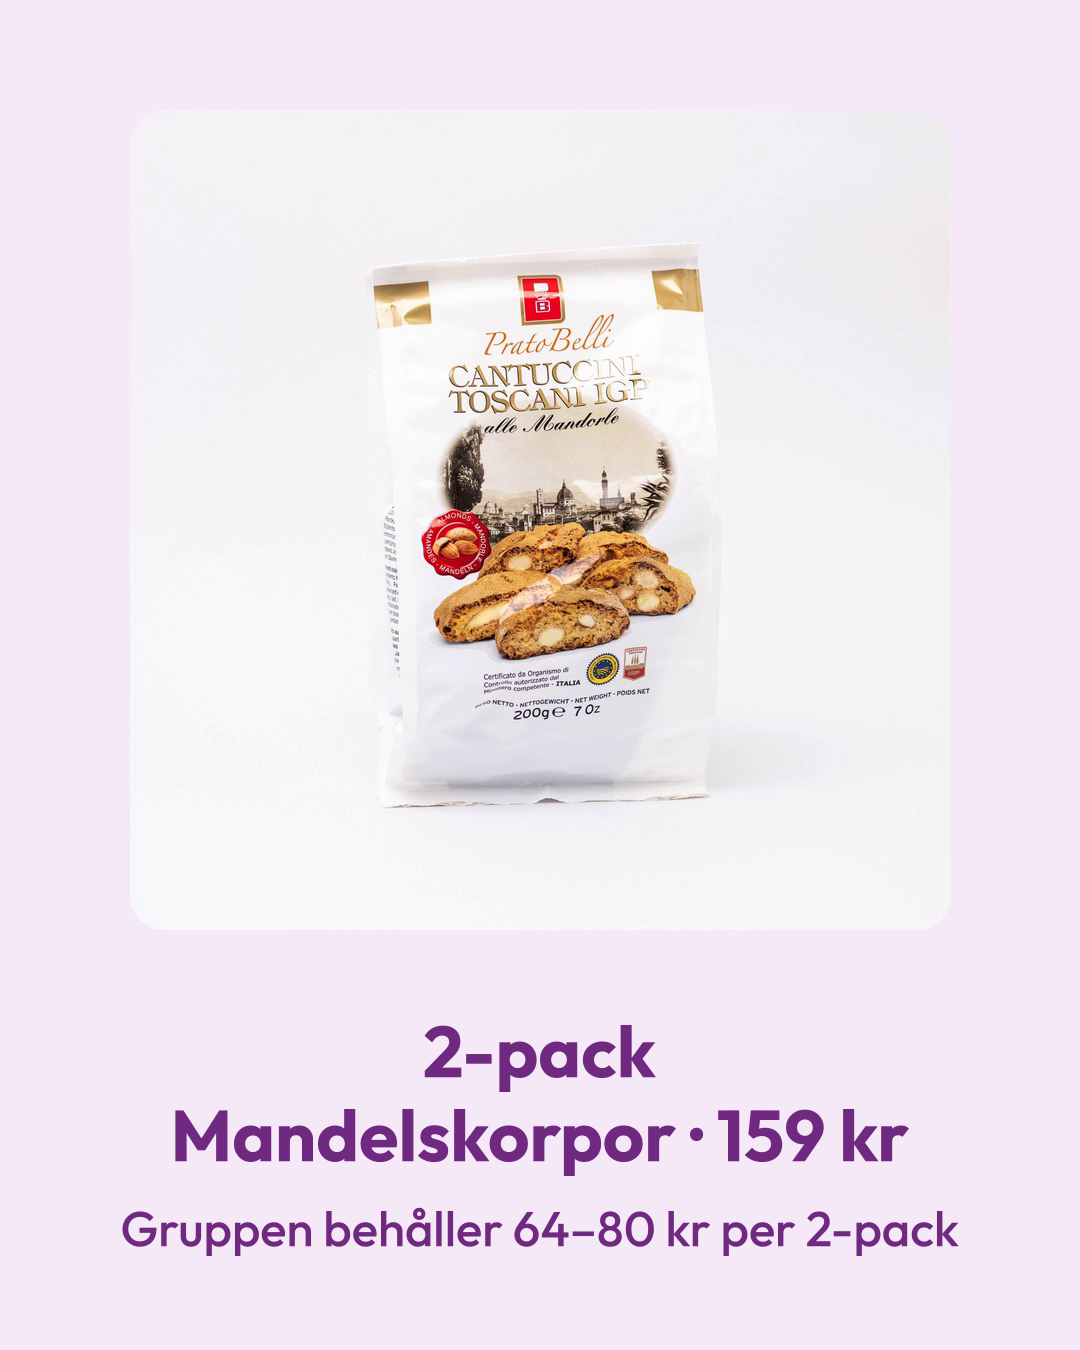 B
PratoBelli
CANTUCCINI
TOSCANI IGP
alle Mandorle
ALMONDS · MANDORLE · MANDELN · AMANDES
Certificato da Organismo di
Controllo autorizzato dal
Ministero competente - ITALIA
PESO NETTO - NETTOGEWICHT - NET WEIGHT - POIDS NET
200g℮ 7 Oz
2-pack
Mandelskorpor · 159 kr
Gruppen behåller 64–80 kr per 2-pack